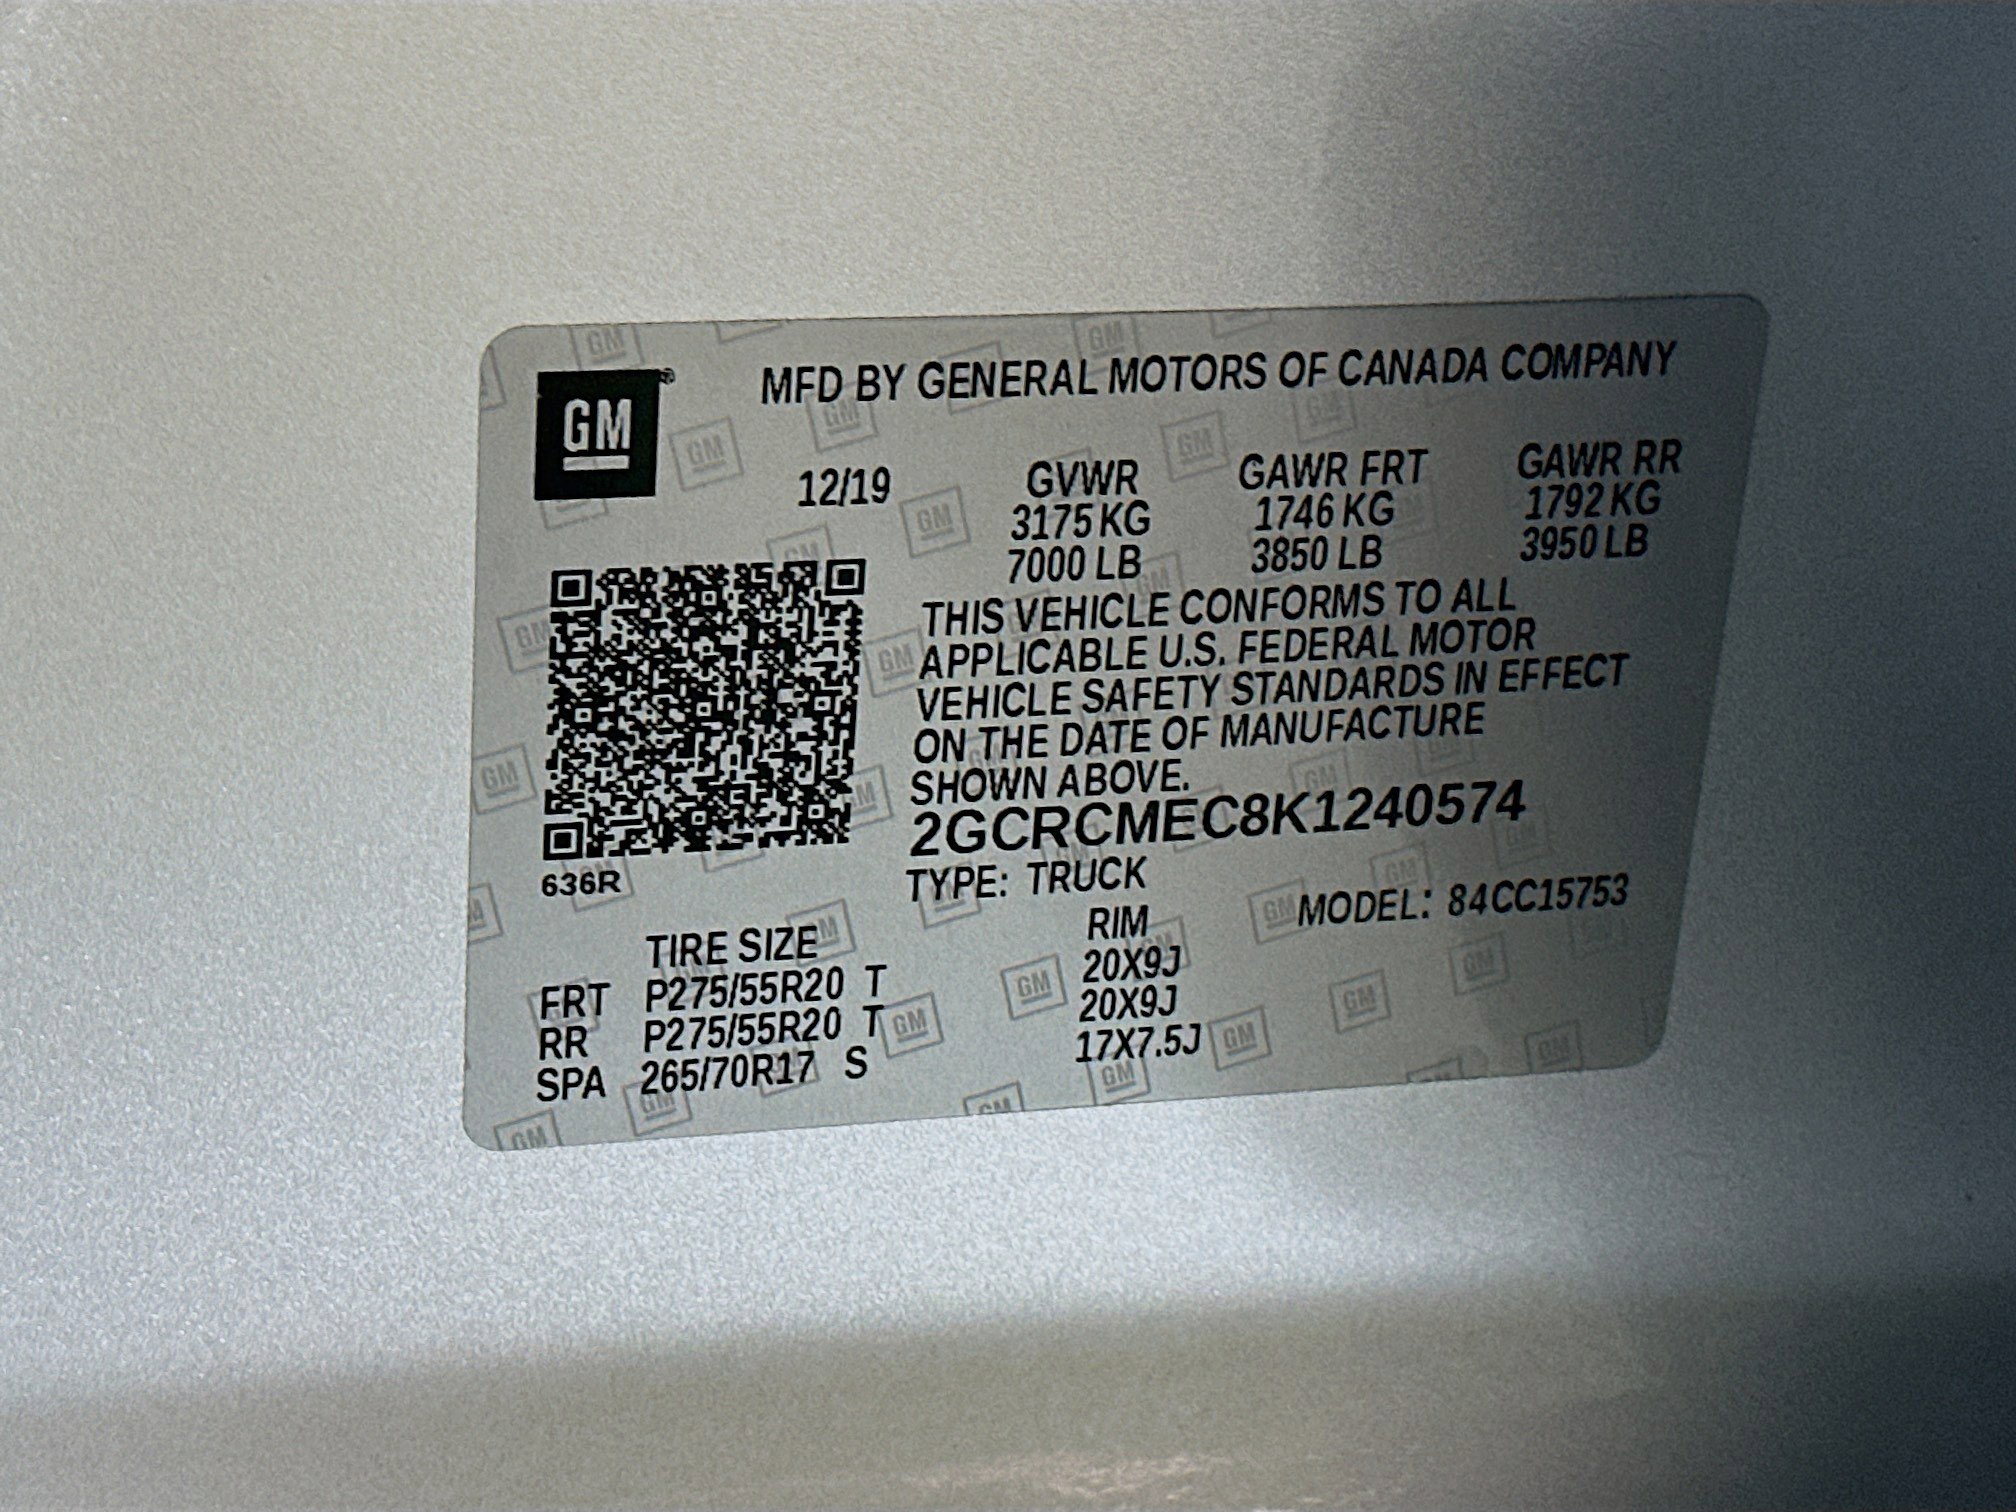 GM
MFD BY GENERAL MOTORS OF CANADA COMPANY
12/19 GVWR GAWR FRT GAWR RR
3175 KG 1746 KG 1792 KG
7000 LB 3850 LB 3950 LB
THIS VEHICLE CONFORMS TO ALL
APPLICABLE U.S. FEDERAL MOTOR
VEHICLE SAFETY STANDARDS IN EFFECT
ON THE DATE OF MANUFACTURE
SHOWN ABOVE.
2GCRCMEC8K1240574
636R
TYPE: TRUCK
MODEL: 84CC15753
TIRE SIZE RIM
FRT P275/55R20 T 20X9J
RR P275/55R20 T 20X9J
SPA 265/70R17 S 17X7.5J